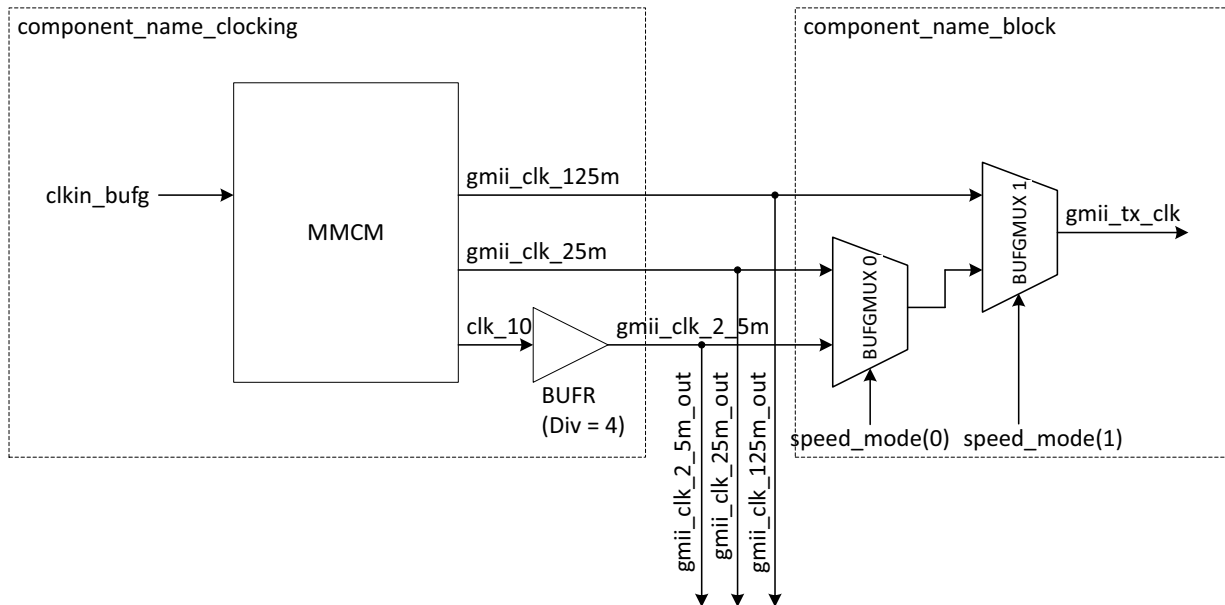 component_name_clocking
component_name_block
clkin_bufg
MMCM
gmii_clk_125m
gmii_clk_25m
clk_10
gmii_clk_2_5m
BUFR
(Div = 4)
BUFGMUX 0
BUFGMUX 1
gmii_tx_clk
speed_mode(0)
speed_mode(1)
gmii_clk_2_5m_out
gmii_clk_25m_out
gmii_clk_125m_out